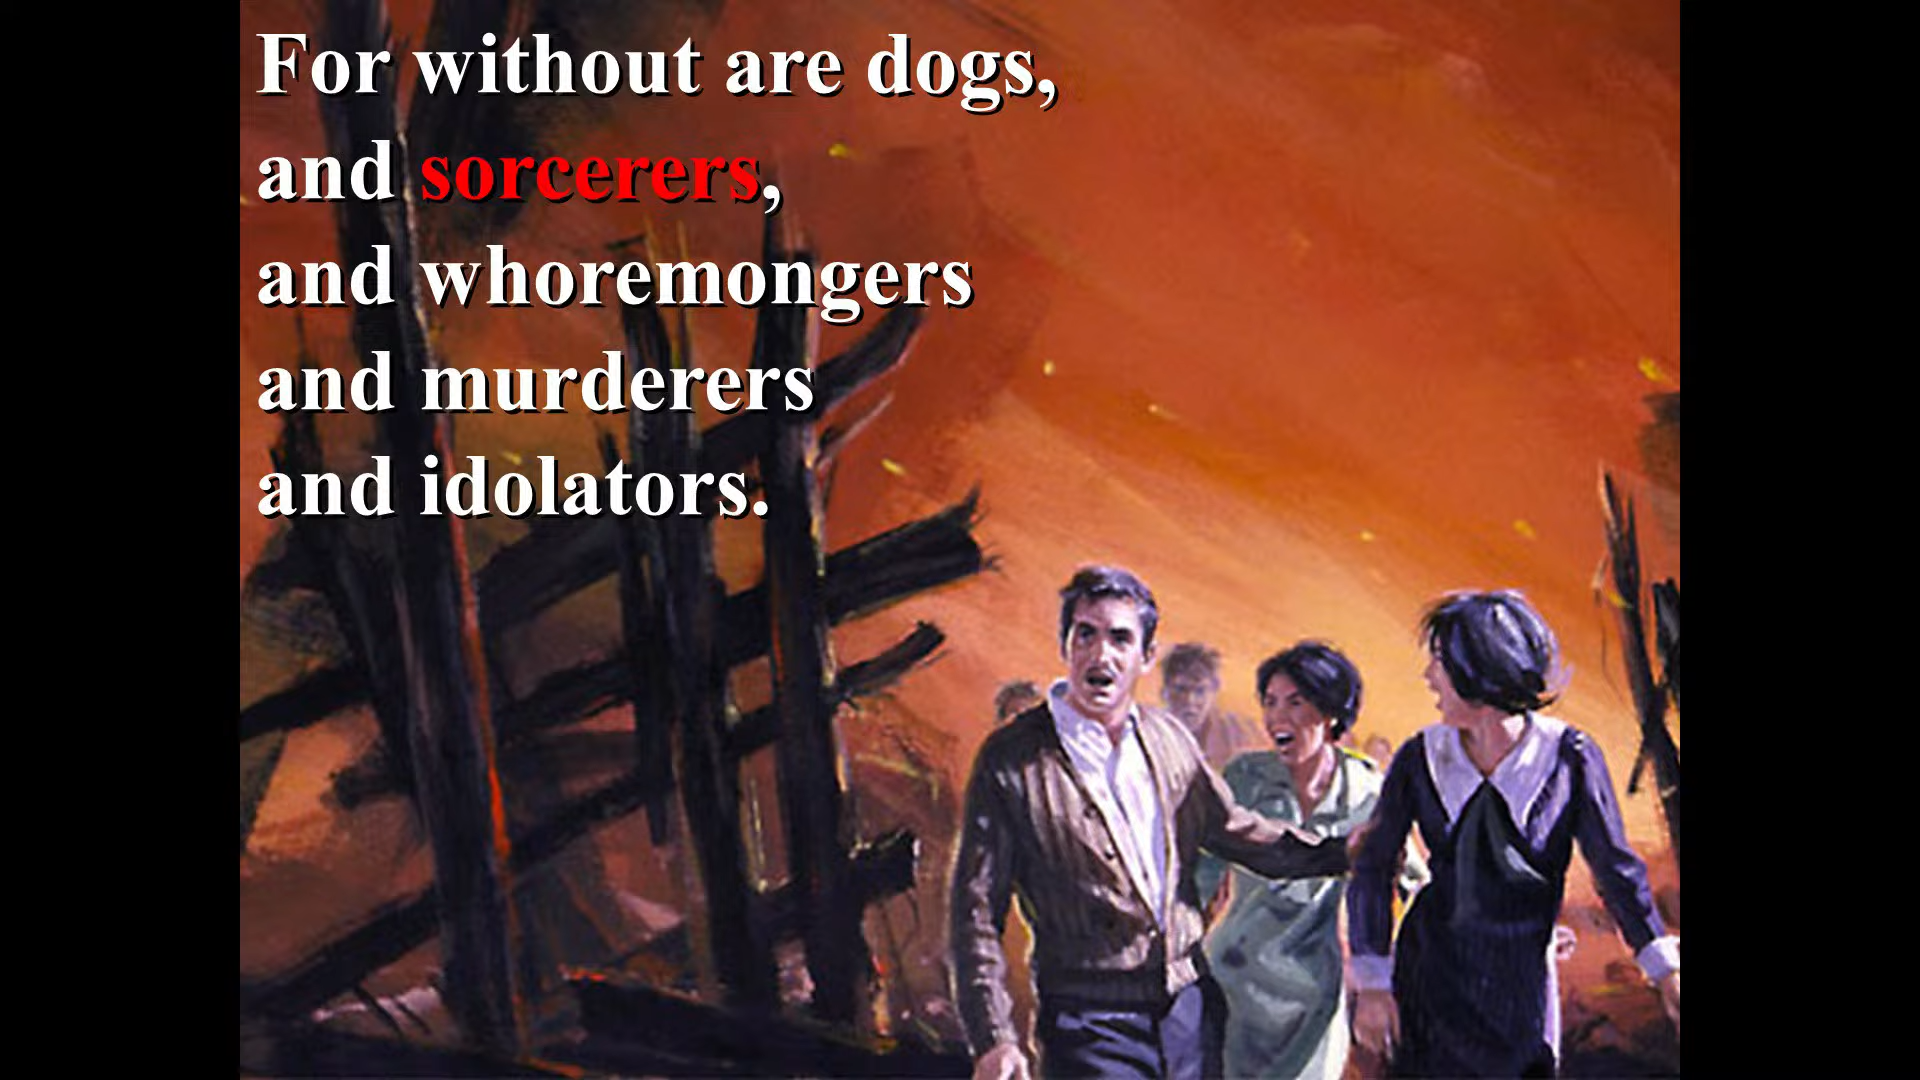 For without are dogs,
and sorcerers,
and whoremongers
and murderers
and idolators.